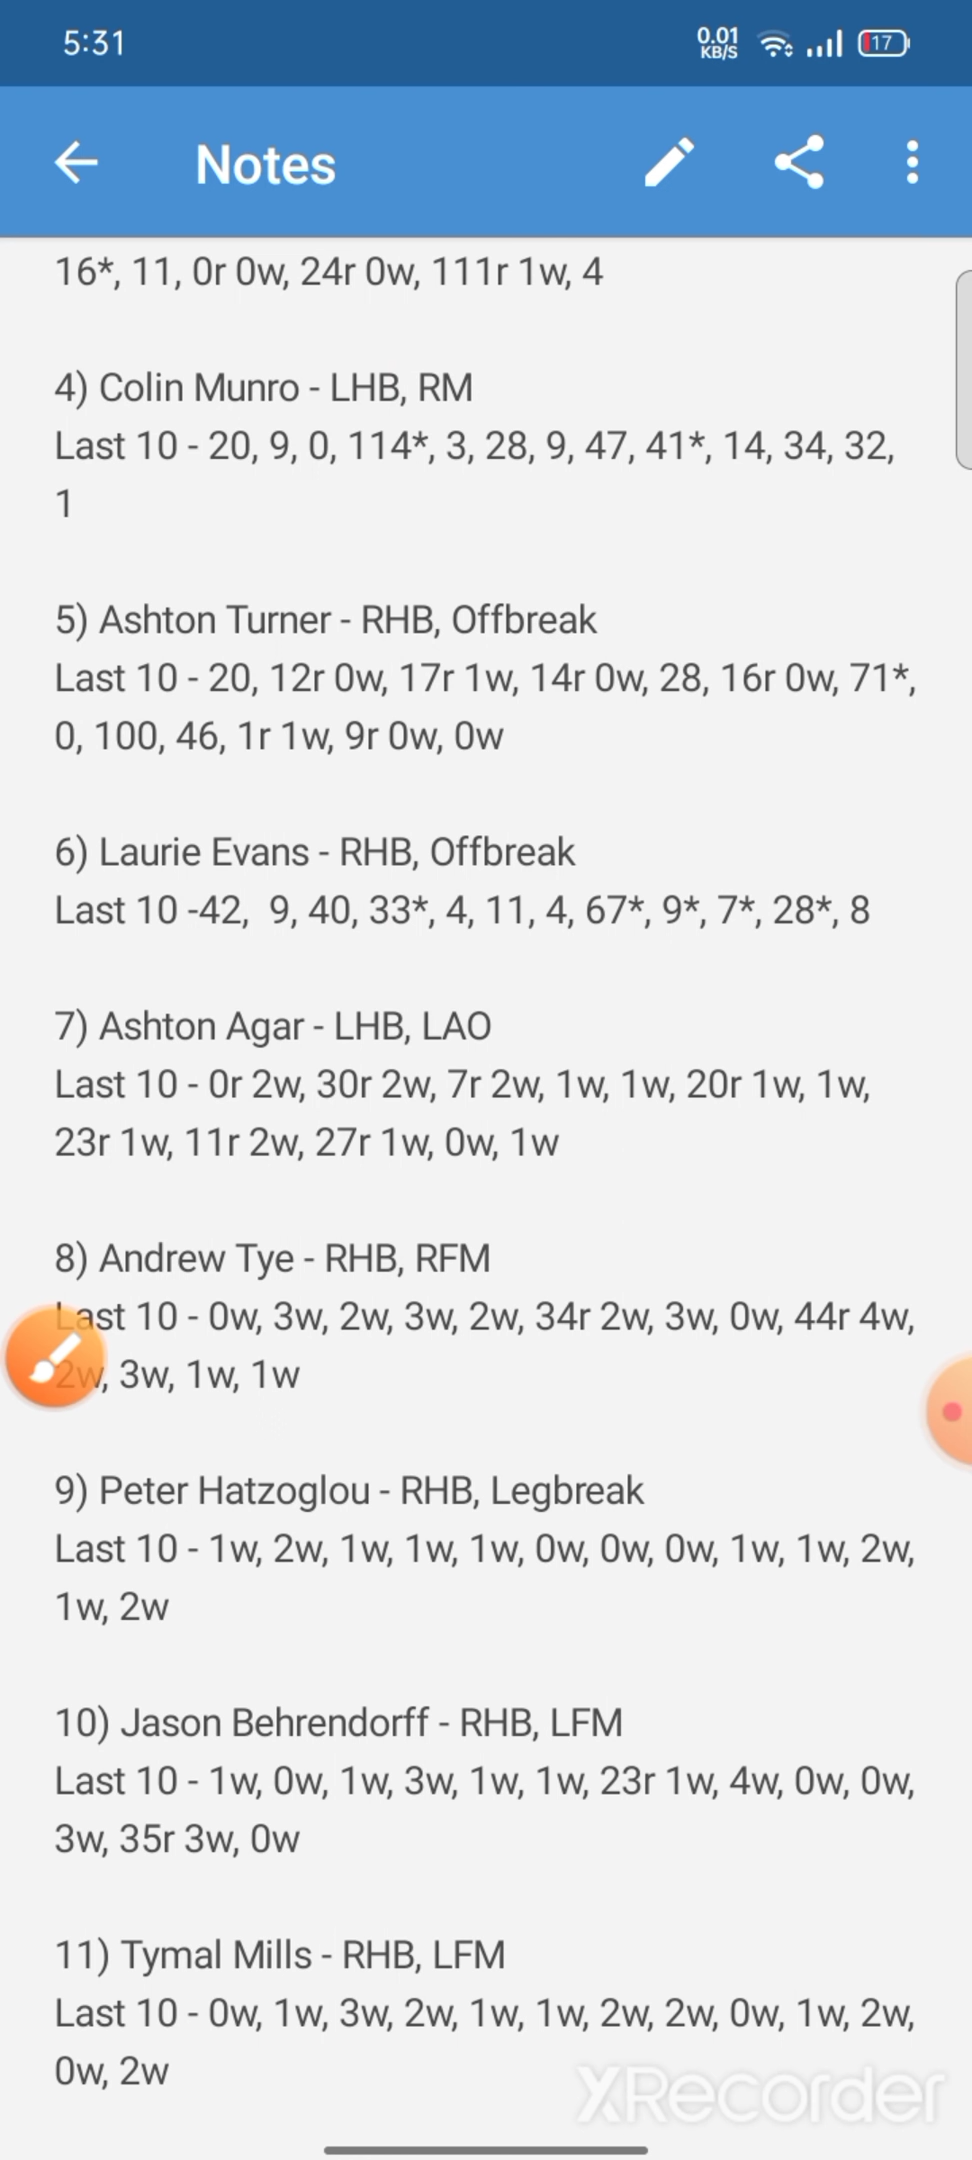 5:31
0.01
KB/S
17
Notes
16*, 11, 0r 0w, 24r 0w, 111r 1w, 4
4) Colin Munro - LHB, RM
Last 10 - 20, 9, 0, 114*, 3, 28, 9, 47, 41*, 14, 34, 32,
1
5) Ashton Turner - RHB, Offbreak
Last 10 - 20, 12r 0w, 17r 1w, 14r 0w, 28, 16r 0w, 71*,
0, 100, 46, 1r 1w, 9r 0w, 0w
6) Laurie Evans - RHB, Offbreak
Last 10 -42,  9, 40, 33*, 4, 11, 4, 67*, 9*, 7*, 28*, 8
7) Ashton Agar - LHB, LAO
Last 10 - 0r 2w, 30r 2w, 7r 2w, 1w, 1w, 20r 1w, 1w,
23r 1w, 11r 2w, 27r 1w, 0w, 1w
8) Andrew Tye - RHB, RFM
Last 10 - 0w, 3w, 2w, 3w, 2w, 34r 2w, 3w, 0w, 44r 4w,
2w, 3w, 1w, 1w
9) Peter Hatzoglou - RHB, Legbreak
Last 10 - 1w, 2w, 1w, 1w, 1w, 0w, 0w, 0w, 1w, 1w, 2w,
1w, 2w
10) Jason Behrendorff - RHB, LFM
Last 10 - 1w, 0w, 1w, 3w, 1w, 1w, 23r 1w, 4w, 0w, 0w,
3w, 35r 3w, 0w
11) Tymal Mills - RHB, LFM
Last 10 - 0w, 1w, 3w, 2w, 1w, 1w, 2w, 2w, 0w, 1w, 2w,
0w, 2w
XRecorder